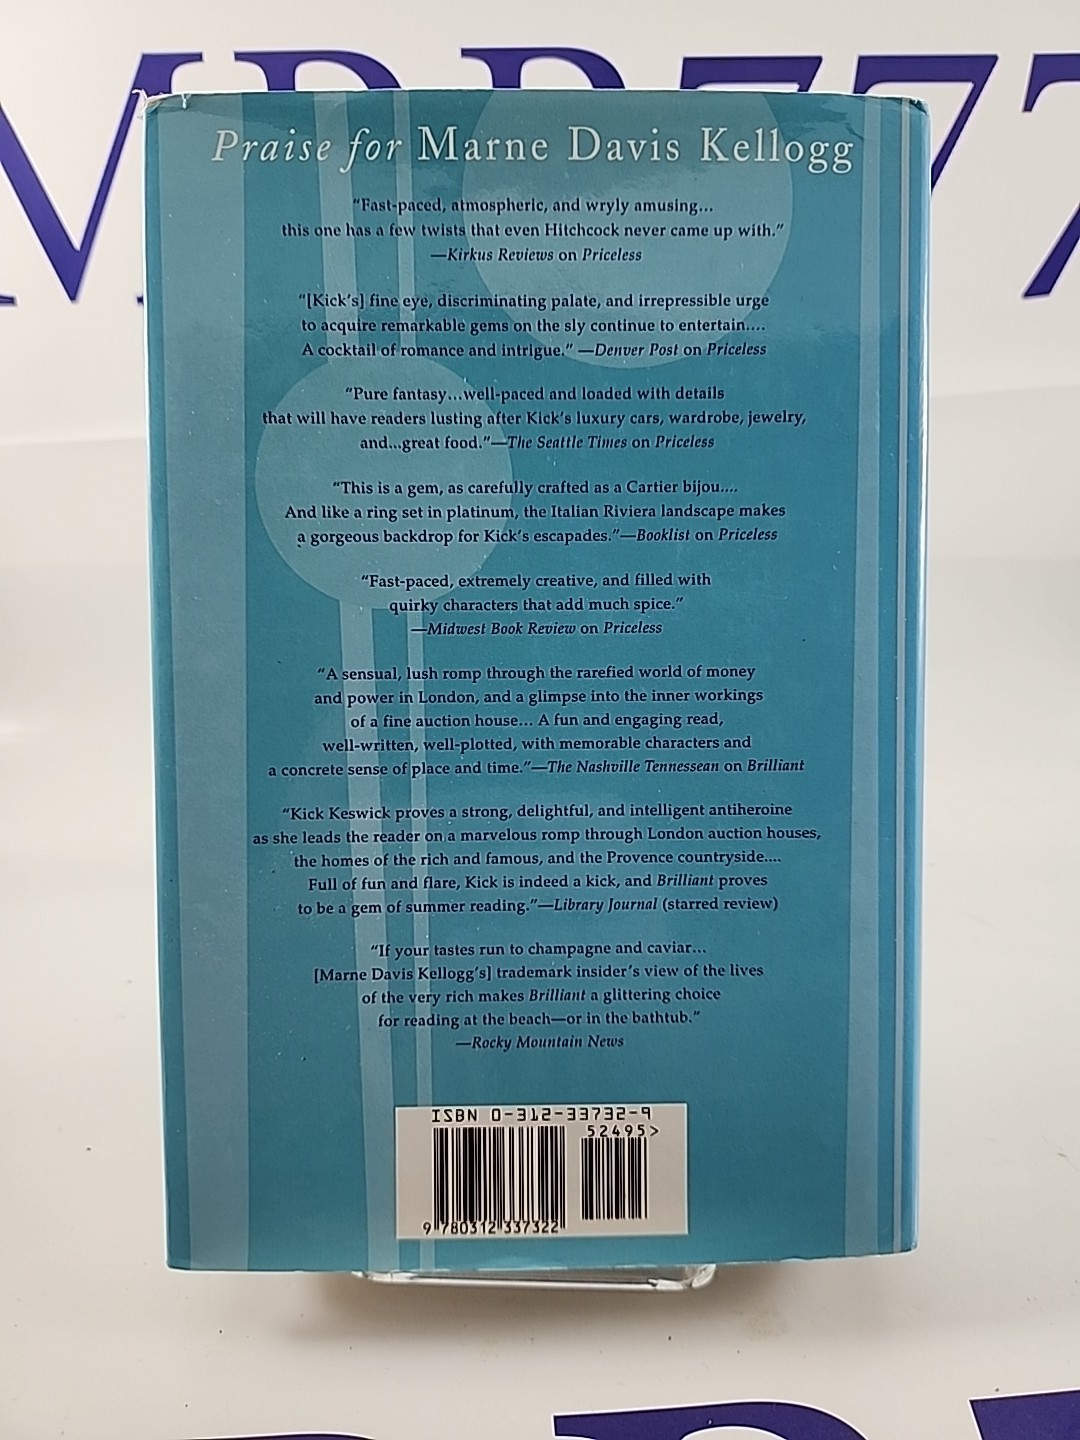 Praise for Marne Davis Kellogg
“Fast-paced, atmospheric, and wryly amusing...
this one has a few twists that even Hitchcock never came up with.”
—Kirkus Reviews on Priceless
“[Kick’s] fine eye, discriminating palate, and irrepressible urge
to acquire remarkable gems on the sly continue to entertain....
A cocktail of romance and intrigue.” —Denver Post on Priceless
“Pure fantasy...well-paced and loaded with details
that will have readers lusting after Kick’s luxury cars, wardrobe, jewelry,
and...great food.”—The Seattle Times on Priceless
“This is a gem, as carefully crafted as a Cartier bijou....
And like a ring set in platinum, the Italian Riviera landscape makes
a gorgeous backdrop for Kick’s escapades.”—Booklist on Priceless
“Fast-paced, extremely creative, and filled with
quirky characters that add much spice.”
—Midwest Book Review on Priceless
“A sensual, lush romp through the rarefied world of money
and power in London, and a glimpse into the inner workings
of a fine auction house... A fun and engaging read,
well-written, well-plotted, with memorable characters and
a concrete sense of place and time.”—The Nashville Tennessean on Brilliant
“Kick Keswick proves a strong, delightful, and intelligent antiheroine
as she leads the reader on a marvelous romp through London auction houses,
the homes of the rich and famous, and the Provence countryside....
Full of fun and flare, Kick is indeed a kick, and Brilliant proves
to be a gem of summer reading.”—Library Journal (starred review)
“If your tastes run to champagne and caviar...
[Marne Davis Kellogg’s] trademark insider’s view of the lives
of the very rich makes Brilliant a glittering choice
for reading at the beach—or in the bathtub.”
—Rocky Mountain News
ISBN 0-312-33732-9
52495>
9 780312 337322